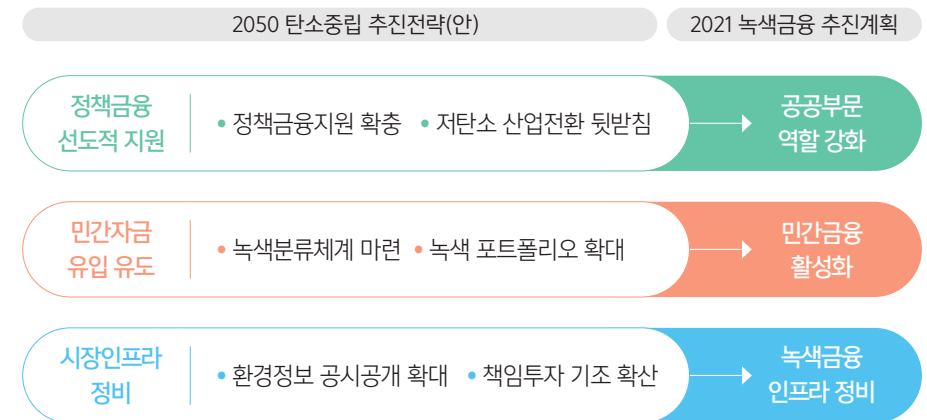 2050 탄소중립 추진전략(안)
2021 녹색금융 추진계획
정책금융
선도적 지원
• 정책금융지원 확충 • 저탄소 산업전환 뒷받침
공공부문
역할 강화
민간자금
유입 유도
• 녹색분류체계 마련 • 녹색 포트폴리오 확대
민간금융
활성화
시장인프라
정비
• 환경정보 공시공개 확대 • 책임투자 기조 확산
녹색금융
인프라 정비